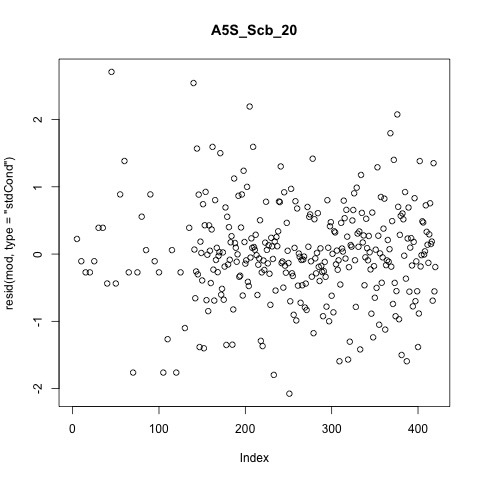 A5S_Scb_20
resid(mod, type = "stdCond")
2
1
0
-1
-2
0 100 200 300 400
Index